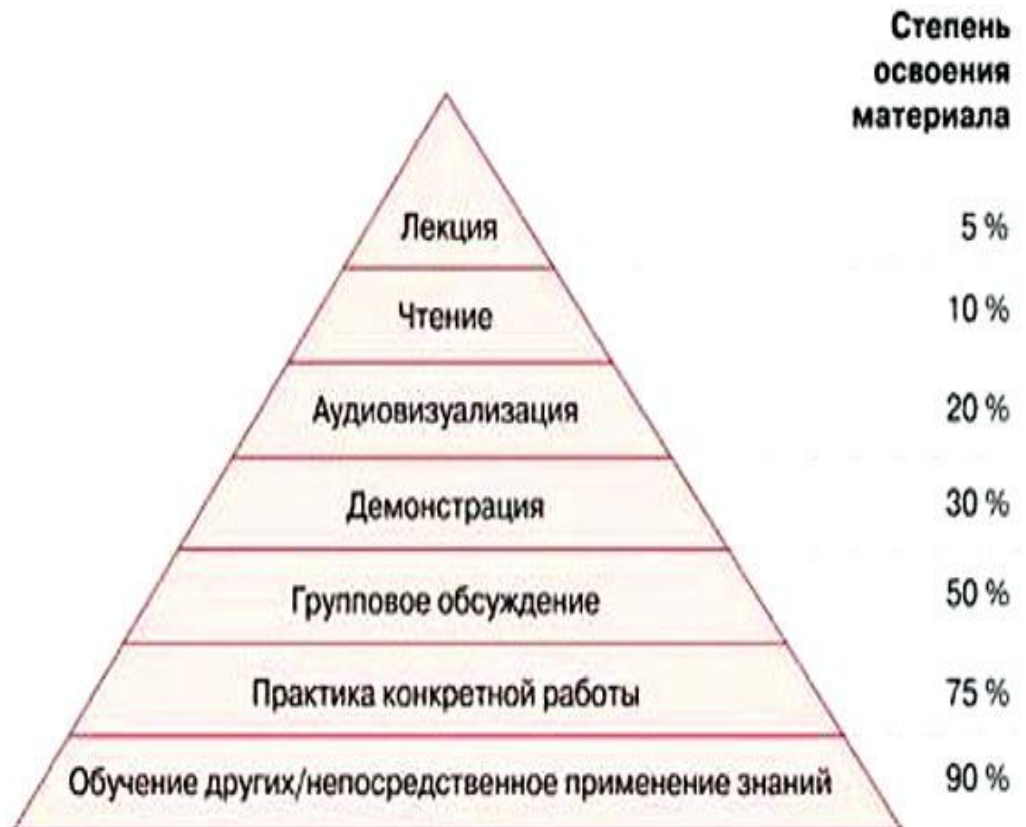 Степень
освоения
материала
Лекция 5 %
Чтение 10 %
Аудиовизуализация 20 %
Демонстрация 30 %
Групповое обсуждение 50 %
Практика конкретной работы 75 %
Обучение других/непосредственное применение знаний 90 %